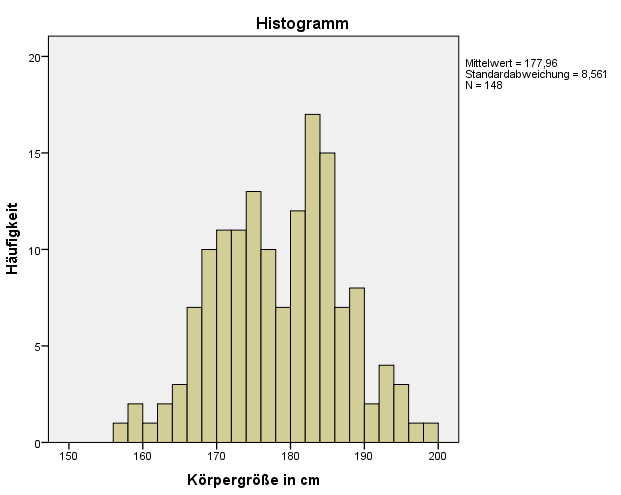 Histogramm
Mittelwert = 177,96
Standardabweichung = 8,561
N = 148
20
15
10
5
0
Häufigkeit
150 160 170 180 190 200
Körpergröße in cm